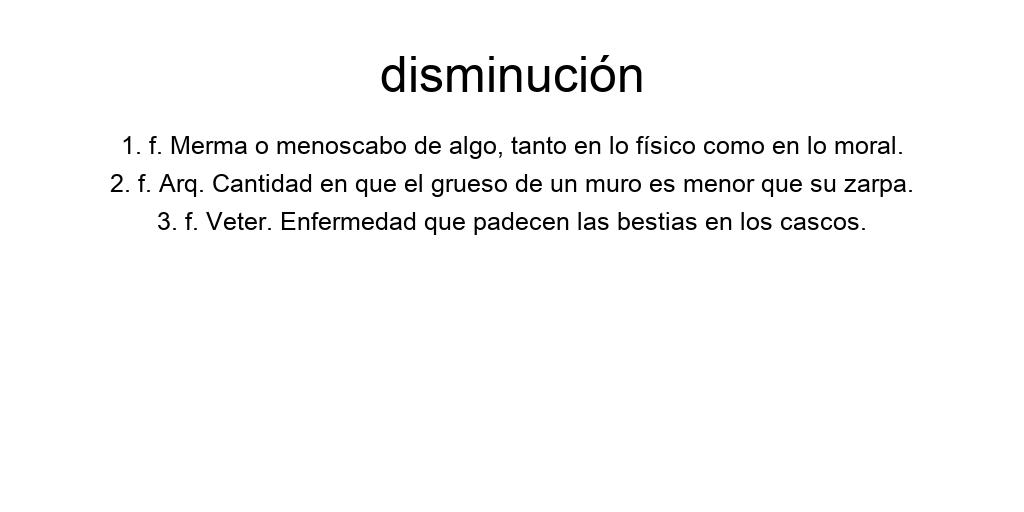 disminución
1. f. Merma o menoscabo de algo, tanto en lo físico como en lo moral.
2. f. Arq. Cantidad en que el grueso de un muro es menor que su zarpa.
3. f. Veter. Enfermedad que padecen las bestias en los cascos.